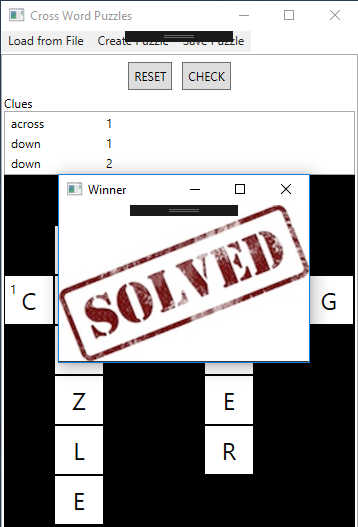 Cross Word Puzzles
Load from File Create Puzzle Save Puzzle
RESET CHECK
Clues
across 1
down 1
down 2
Winner
SOLVED
1
C G
Z E
L R
E